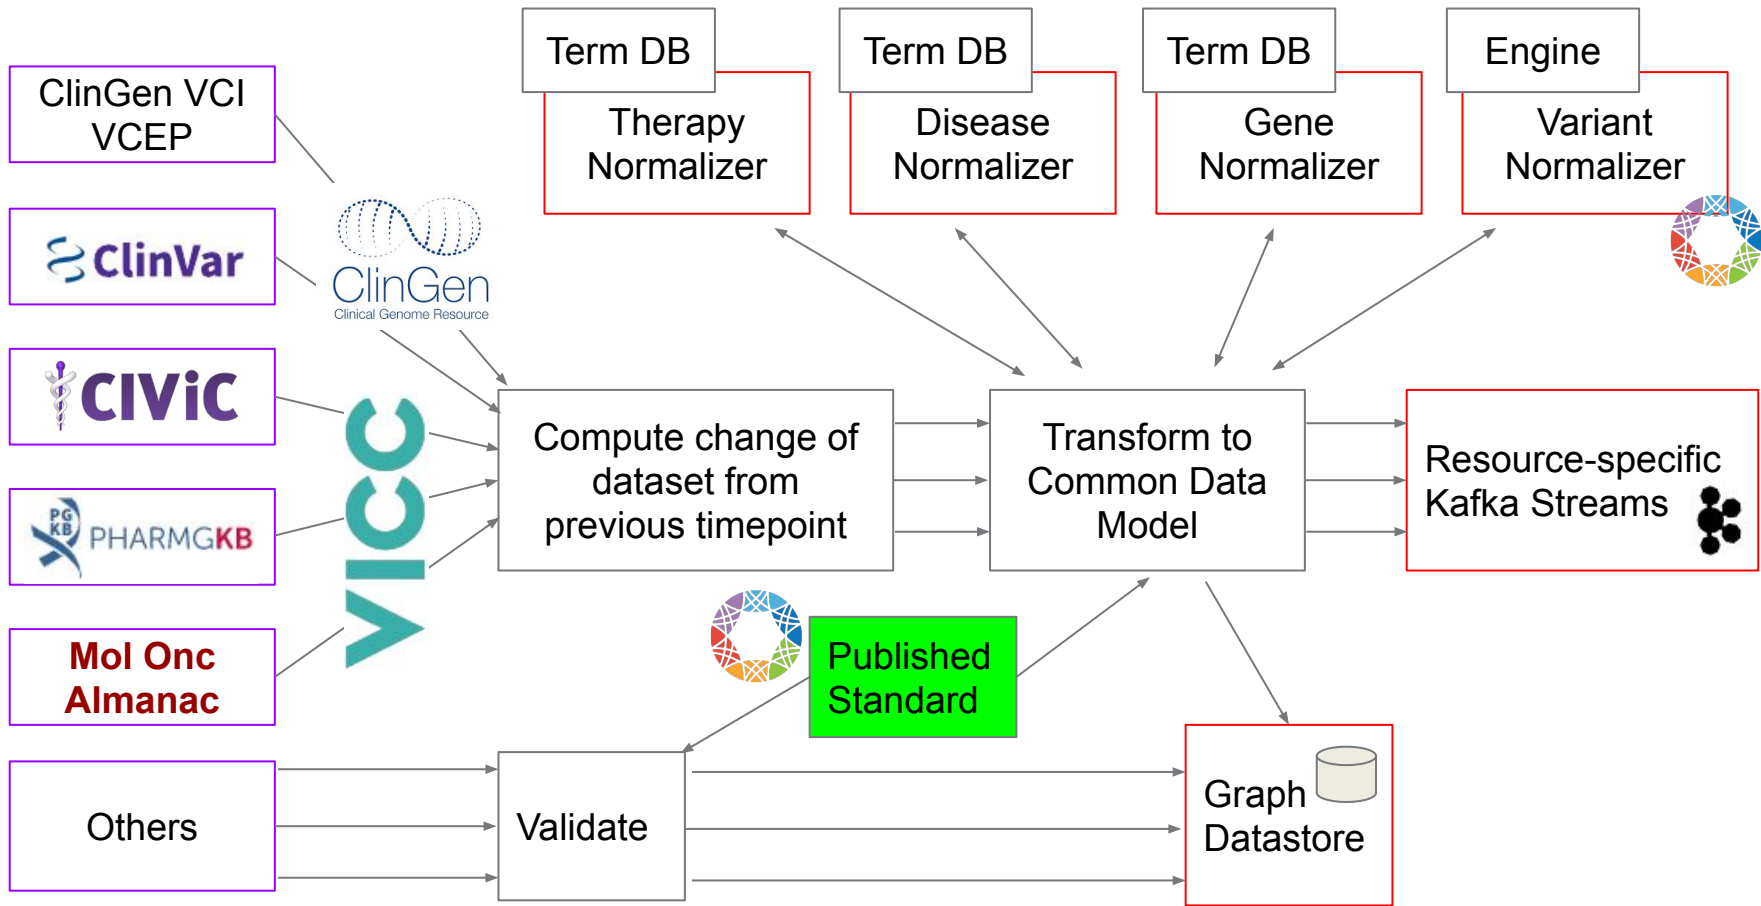 Term DB
Therapy
Normalizer
Term DB
Disease
Normalizer
Term DB
Gene
Normalizer
Engine
Variant
Normalizer
ClinGen VCI
VCEP
ClinVar
CIViC
PG
KB
PHARMGKB
Mol Onc
Almanac
Others
ClinGen
Clinical Genome Resource
VICC
Compute change of
dataset from
previous timepoint
Transform to
Common Data
Model
Resource-specific
Kafka Streams
Published
Standard
Validate
Graph
Datastore